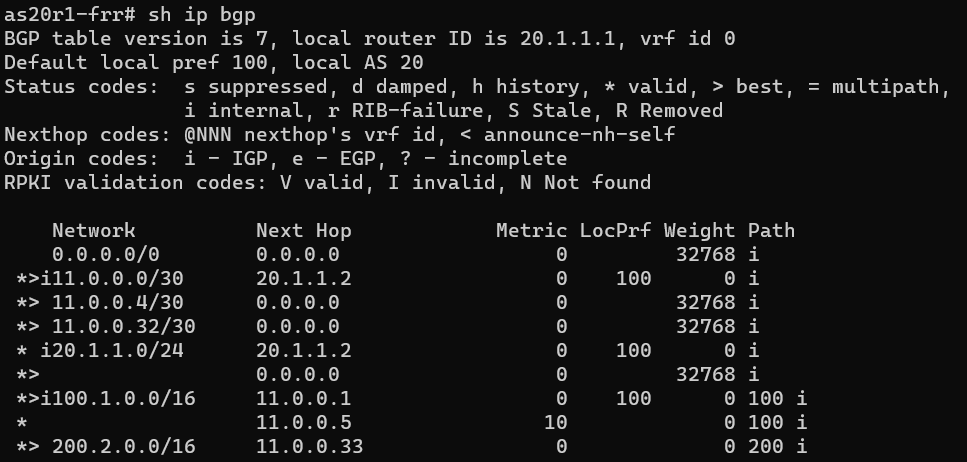 as20r1-frr# sh ip bgp
BGP table version is 7, local router ID is 20.1.1.1, vrf id 0
Default local pref 100, local AS 20
Status codes:  s suppressed, d damped, h history, * valid, > best, = multipath,
               i internal, r RIB-failure, S Stale, R Removed
Nexthop codes: @NNN nexthop's vrf id, < announce-nh-self
Origin codes:  i - IGP, e - EGP, ? - incomplete
RPKI validation codes: V valid, I invalid, N Not found

    Network          Next Hop            Metric LocPrf Weight Path
    0.0.0.0/0        0.0.0.0                  0         32768 i
 *>i11.0.0.0/30      20.1.1.2                 0    100      0 i
 *> 11.0.0.4/30      0.0.0.0                  0         32768 i
 *> 11.0.0.32/30     0.0.0.0                  0         32768 i
 * i20.1.1.0/24      20.1.1.2                 0    100      0 i
 *>                  0.0.0.0                  0         32768 i
 *>i100.1.0.0/16     11.0.0.1                 0    100      0 100 i
 *                   11.0.0.5                10             0 100 i
 *> 200.2.0.0/16     11.0.0.33                0             0 200 i